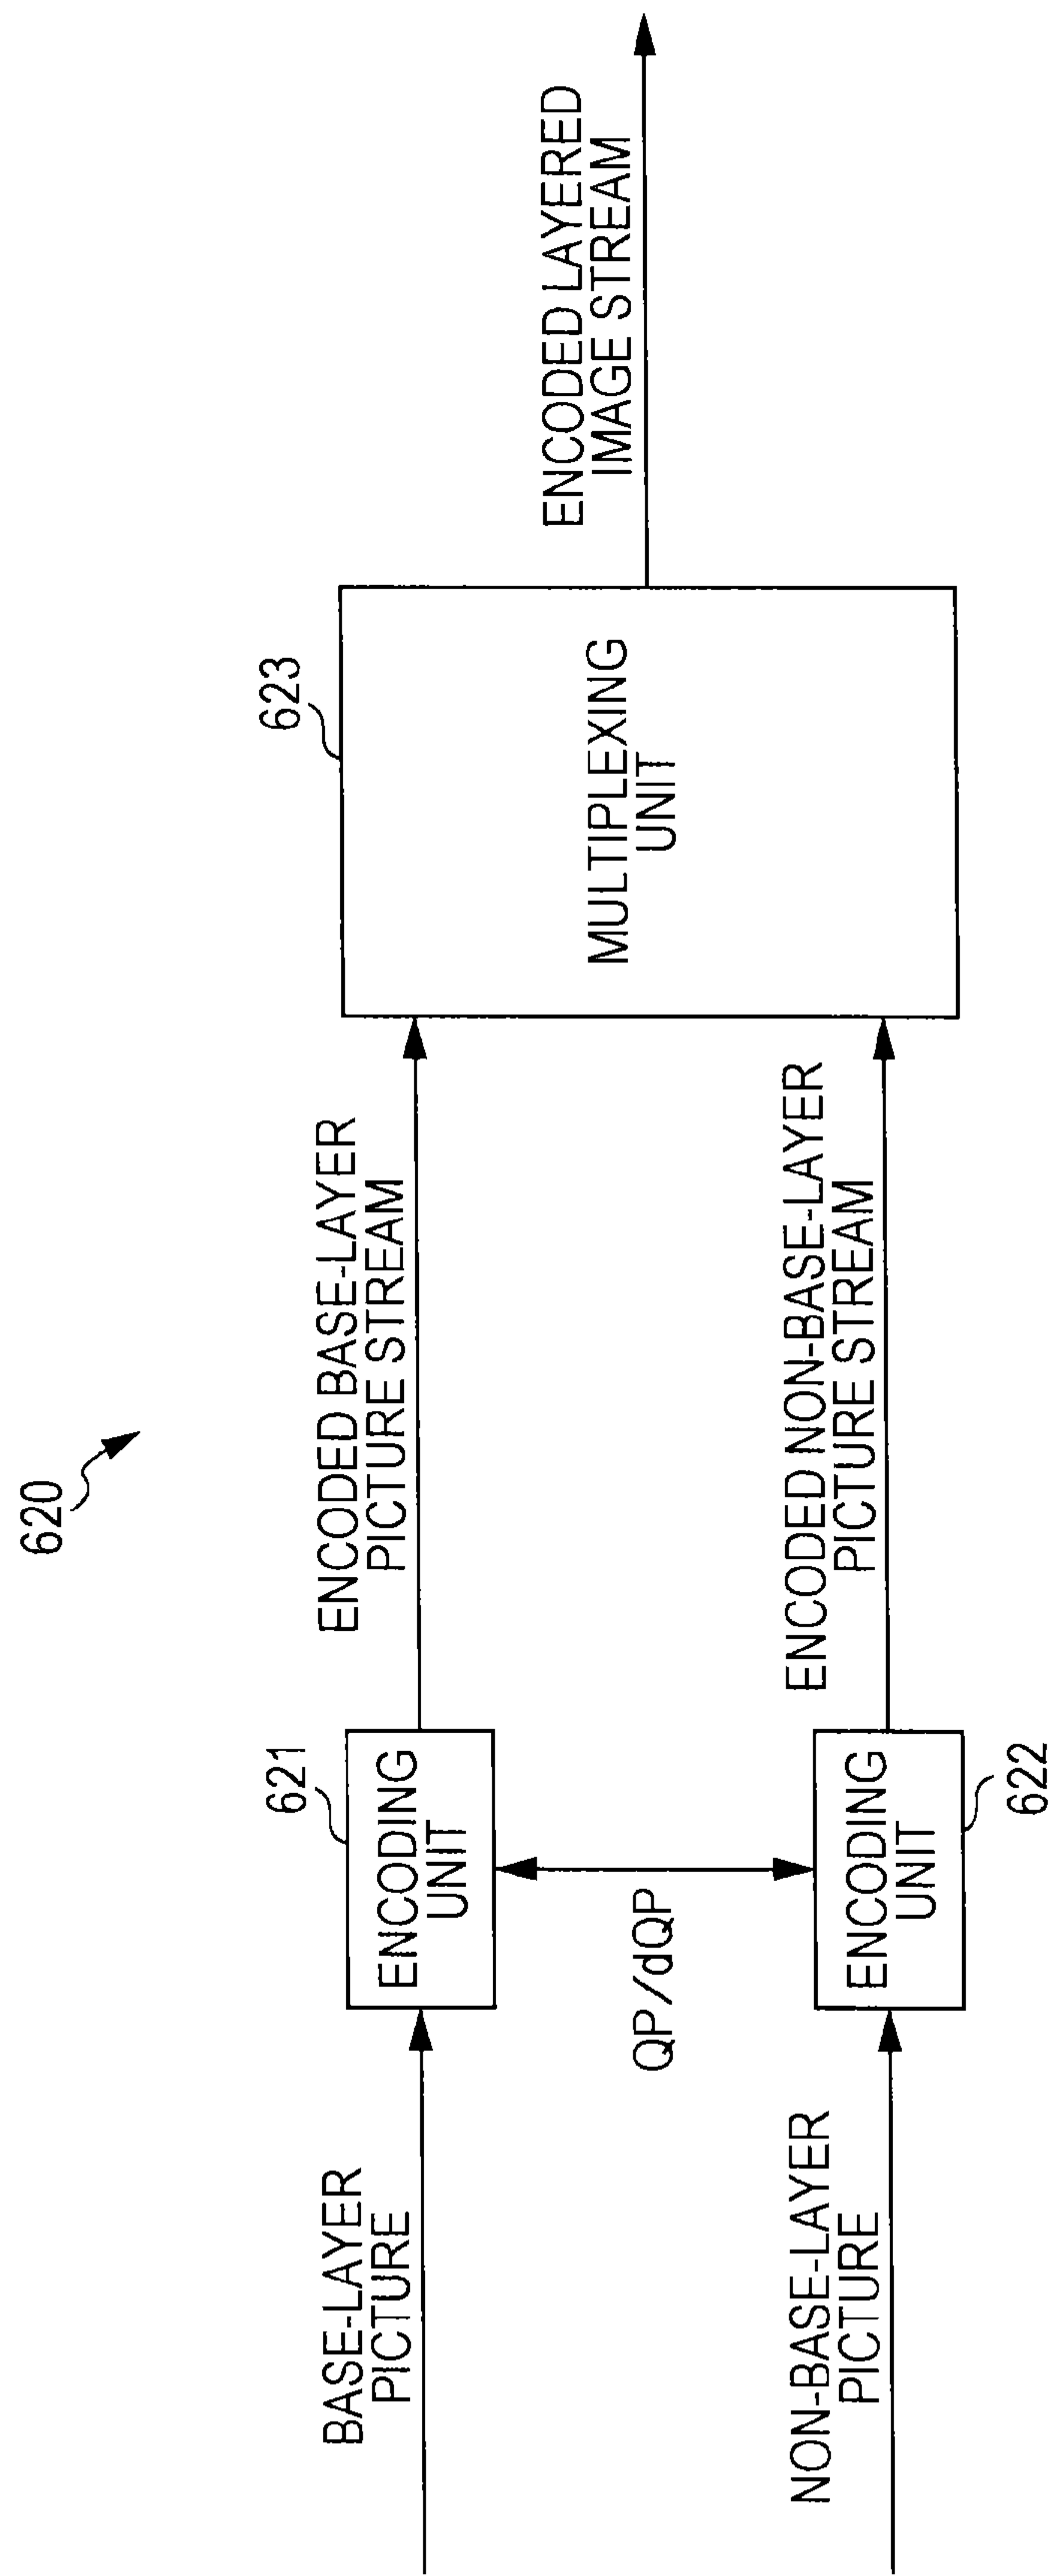 620
BASE-LAYER
PICTURE
621
ENCODING
UNIT
ENCODED BASE-LAYER
PICTURE STREAM
QP/dQP
NON-BASE-LAYER
PICTURE
ENCODING
UNIT
622
ENCODED NON-BASE-LAYER
PICTURE STREAM
623
MULTIPLEXING
UNIT
ENCODED LAYERED
IMAGE STREAM